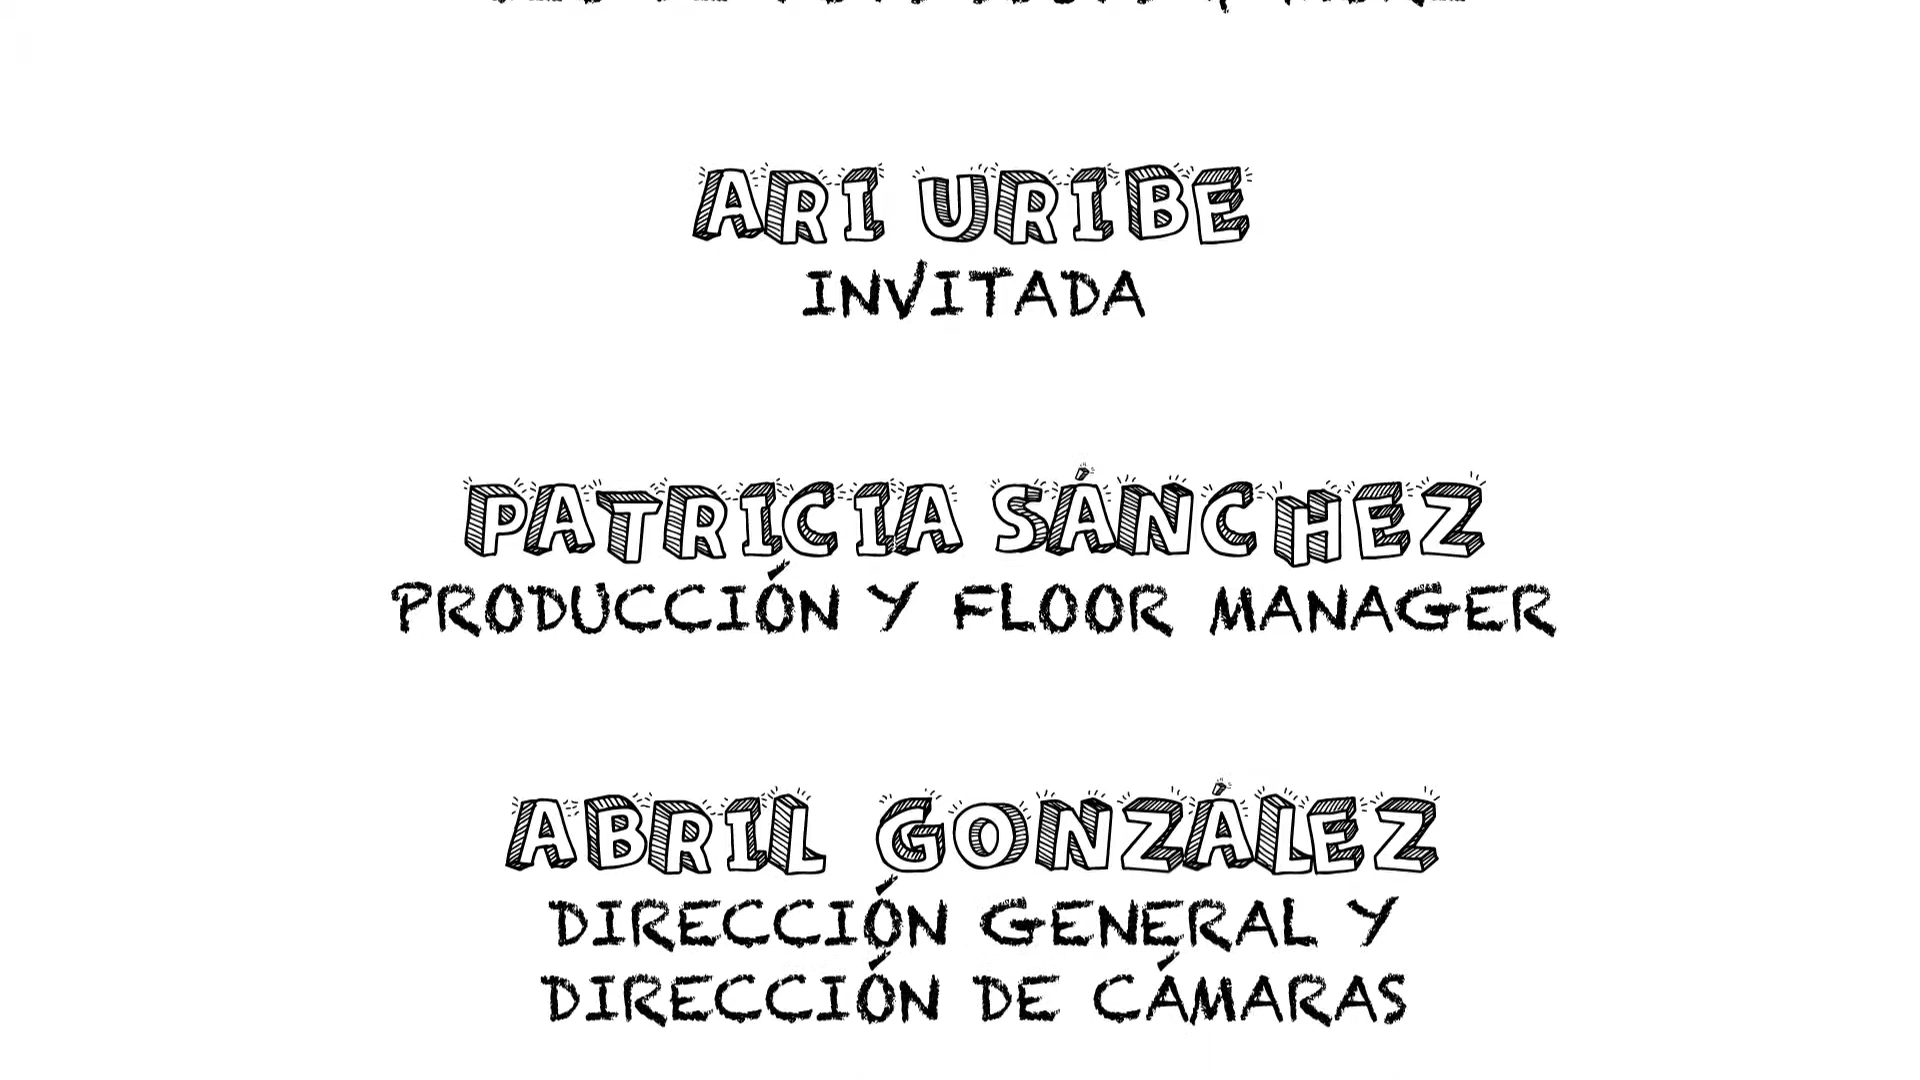 ARI URIBE
INVITADA
PATRICIA SÁNCHEZ
PRODUCCIÓN Y FLOOR MANAGER
ABRIL GONZÁLEZ
DIRECCIÓN GENERAL Y
DIRECCIÓN DE CÁMARAS